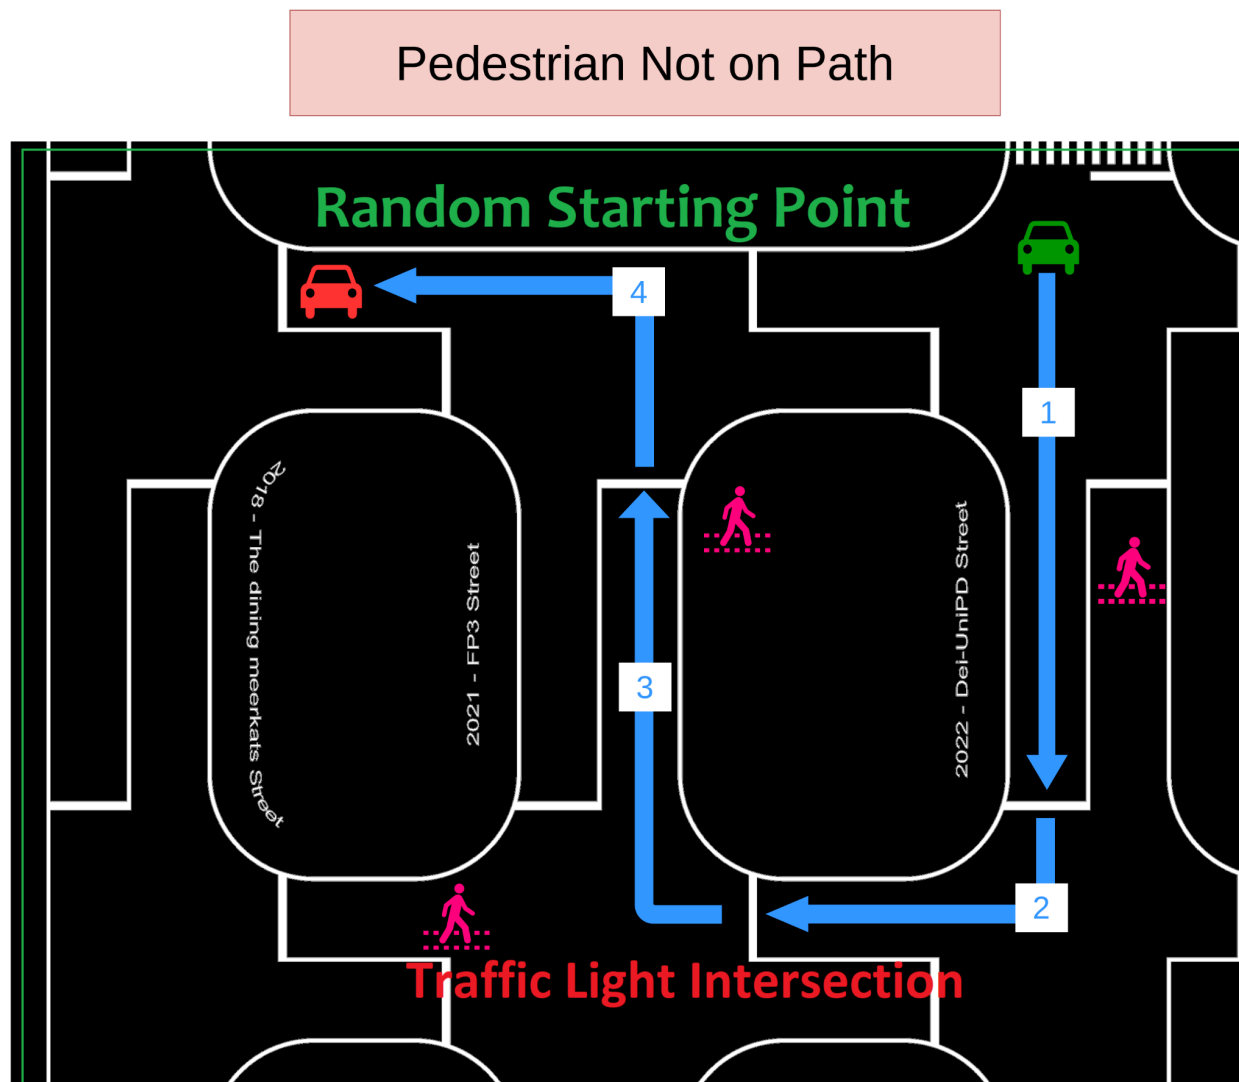 Pedestrian Not on Path
Random Starting Point
4
1
2018 - The dining meerkats Street
2021 - FP3 Street
2022 - Dei-UniPD Street
3
2
Traffic Light Intersection